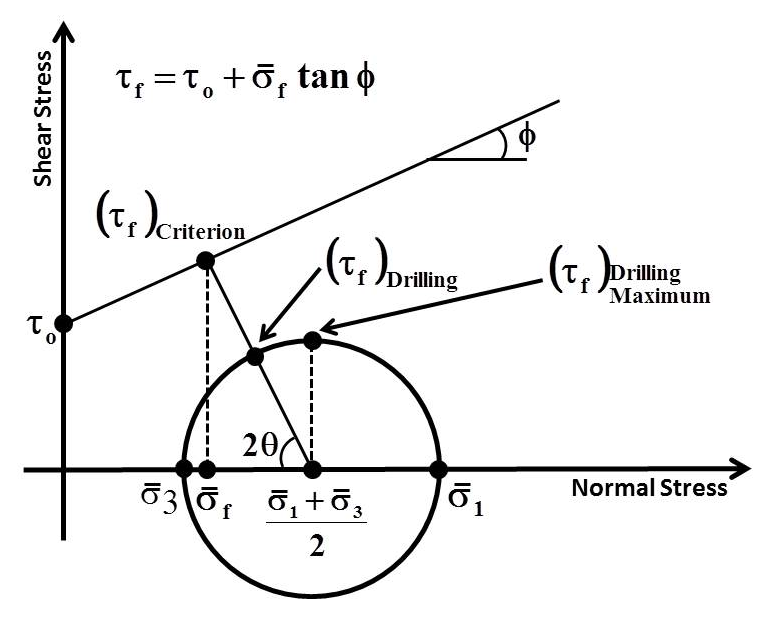 τf = τo + σ̄f tan ϕ
Shear Stress
ϕ
(τf)Criterion
(τf)Drilling
(τf)Drilling
Maximum
τo
2θ
σ̄3
σ̄f
σ̄1 + σ̄3
2
σ̄1
Normal Stress